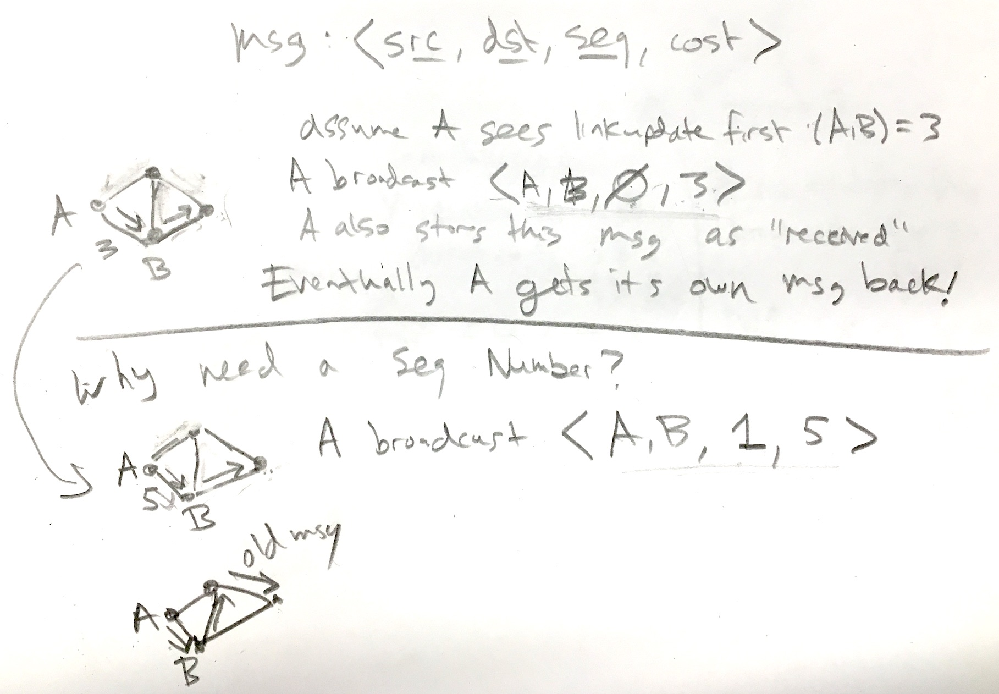 msg: <src, dst, seq, cost>
assume A sees linkupdate first (A,B)=3
A broadcast <A, B, Ø, 3>
A also stores this msg as "received"
Eventually A gets its own msg back!
A
3
B
Why need a Seq Number?
A broadcast <A, B, 1, 5>
A
5
B
old msg
A
B